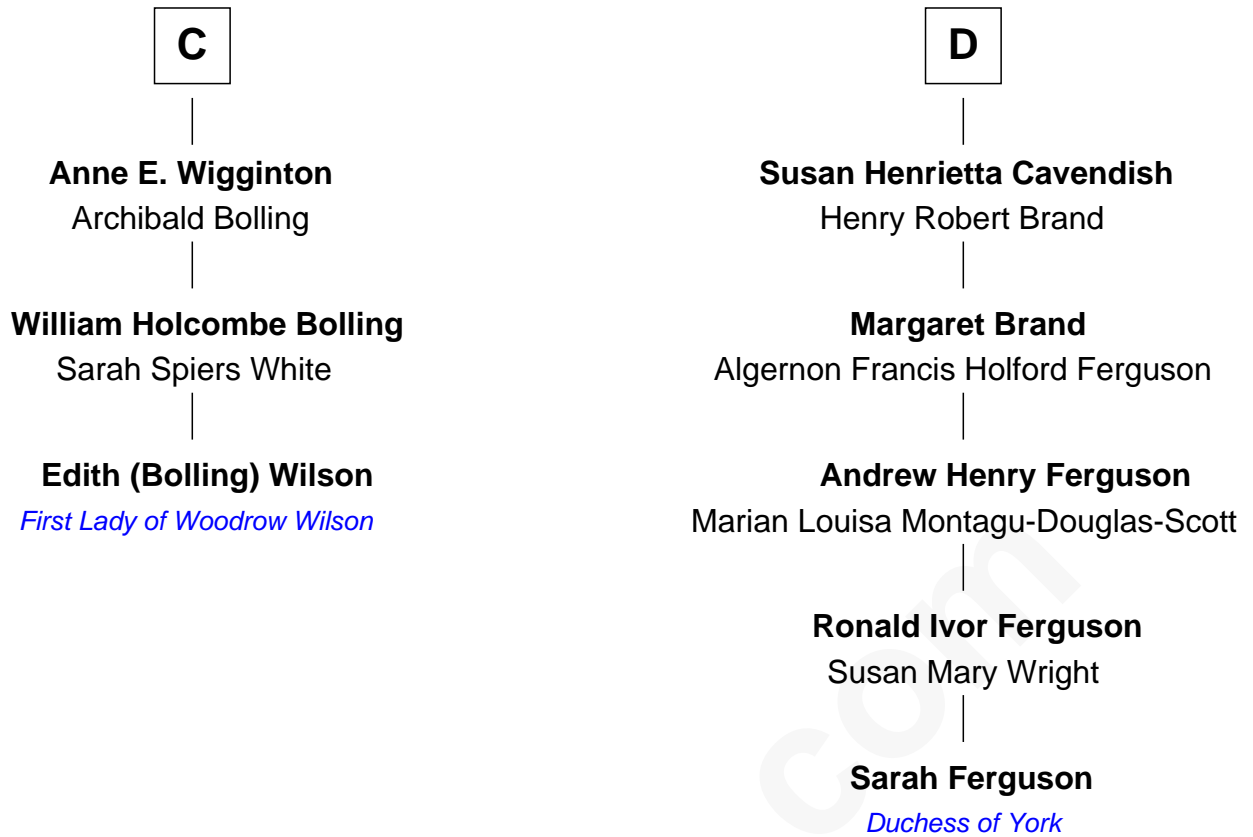 C
Anne E. Wigginton
Archibald Bolling
William Holcombe Bolling
Sarah Spiers White
Edith (Bolling) Wilson
First Lady of Woodrow Wilson
D
Susan Henrietta Cavendish
Henry Robert Brand
Margaret Brand
Algernon Francis Holford Ferguson
Andrew Henry Ferguson
Marian Louisa Montagu-Douglas-Scott
Ronald Ivor Ferguson
Susan Mary Wright
Sarah Ferguson
Duchess of York
com